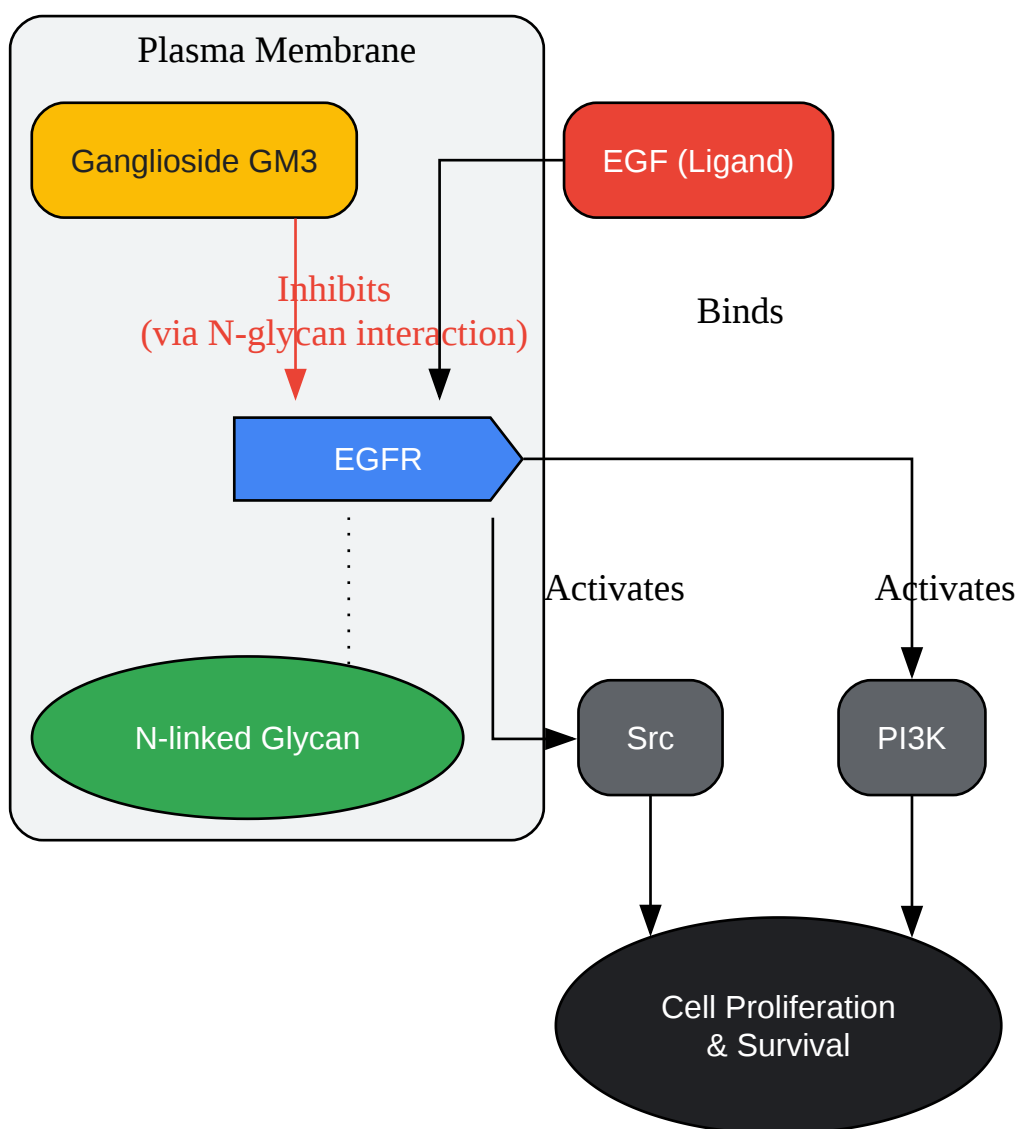 Plasma Membrane
Ganglioside GM3
EGF (Ligand)
Inhibits
(via N-glycan interaction)
Binds
EGFR
Activates
Activates
N-linked Glycan
Src
PI3K
Cell Proliferation
& Survival